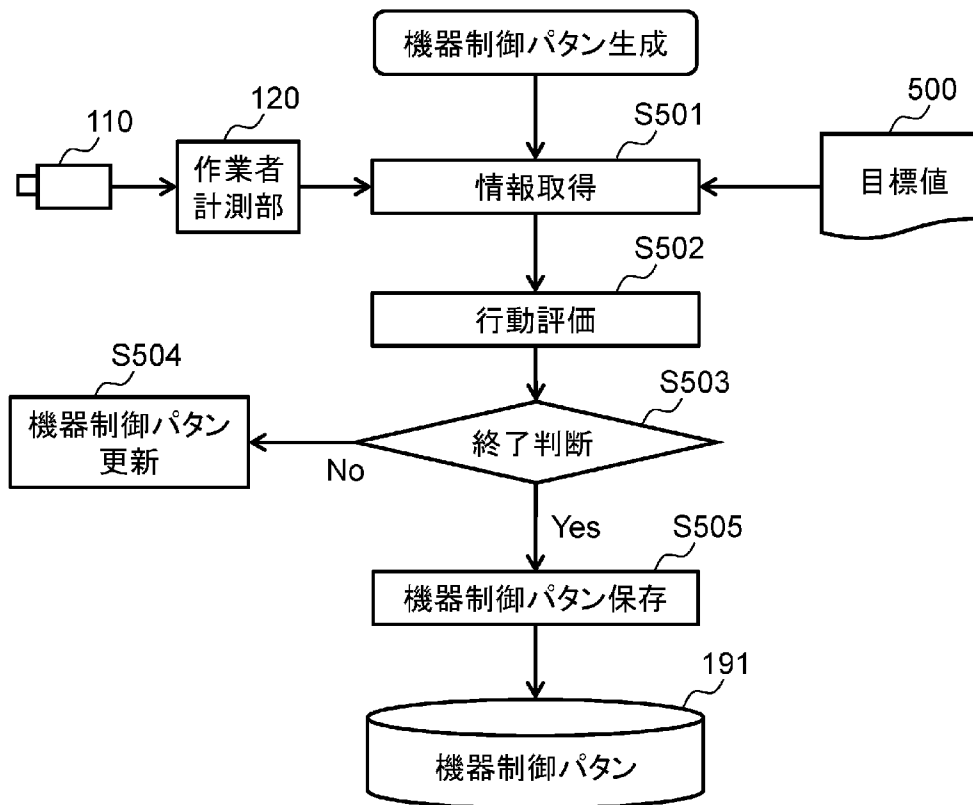 機器制御パタン生成
110
120
作業者
計測部
S501
情報取得
500
目標値
S502
行動評価
S504
機器制御パタン
更新
S503
終了判断
No
Yes
S505
機器制御パタン保存
191
機器制御パタン